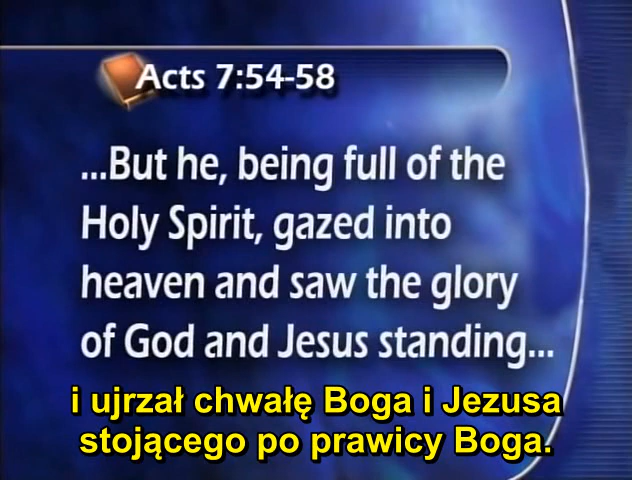 Acts 7:54-58
...But he, being full of the
Holy Spirit, gazed into
heaven and saw the glory
of God and Jesus standing...
i ujrzał chwałę Boga i Jezusa
stojącego po prawicy Boga.